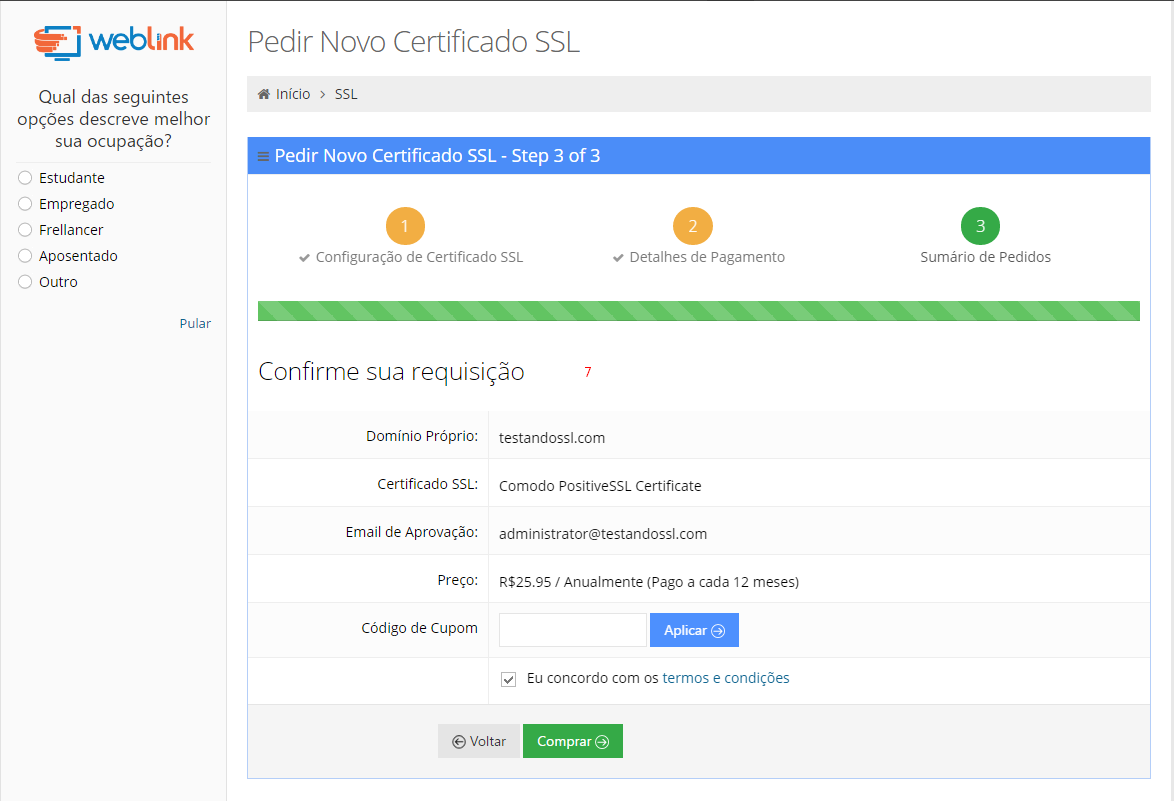 weblink
Qual das seguintes
opções descreve melhor
sua ocupação?
Estudante
Empregado
Frellancer
Aposentado
Outro
Pular
Pedir Novo Certificado SSL
Início > SSL
Pedir Novo Certificado SSL - Step 3 of 3
1
Configuração de Certificado SSL
2
Detalhes de Pagamento
3
Sumário de Pedidos
Confirme sua requisição 7
Domínio Próprio: testandossl.com
Certificado SSL: Comodo PositiveSSL Certificate
Email de Aprovação: administrator@testandossl.com
Preço: R$25.95 / Anualmente (Pago a cada 12 meses)
Código de Cupom Aplicar
Eu concordo com os termos e condições
Voltar Comprar